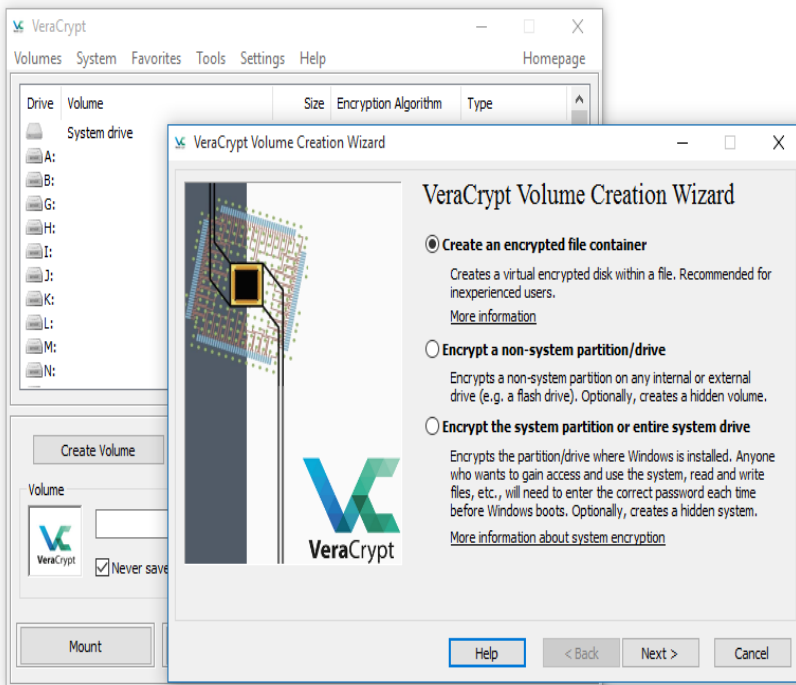 VeraCrypt
Volumes System Favorites Tools Settings Help Homepage
Drive Volume Size Encryption Algorithm Type
System drive
A:
B:
G:
H:
I:
J:
K:
L:
M:
N:
Create Volume
Volume
VeraCrypt
Never save
Mount
VeraCrypt Volume Creation Wizard
VeraCrypt Volume Creation Wizard
Create an encrypted file container
Creates a virtual encrypted disk within a file. Recommended for
inexperienced users.
More information
Encrypt a non-system partition/drive
Encrypts a non-system partition on any internal or external
drive (e.g. a flash drive). Optionally, creates a hidden volume.
Encrypt the system partition or entire system drive
Encrypts the partition/drive where Windows is installed. Anyone
who wants to gain access and use the system, read and write
files, etc., will need to enter the correct password each time
before Windows boots. Optionally, creates a hidden system.
More information about system encryption
VeraCrypt
Help < Back Next > Cancel